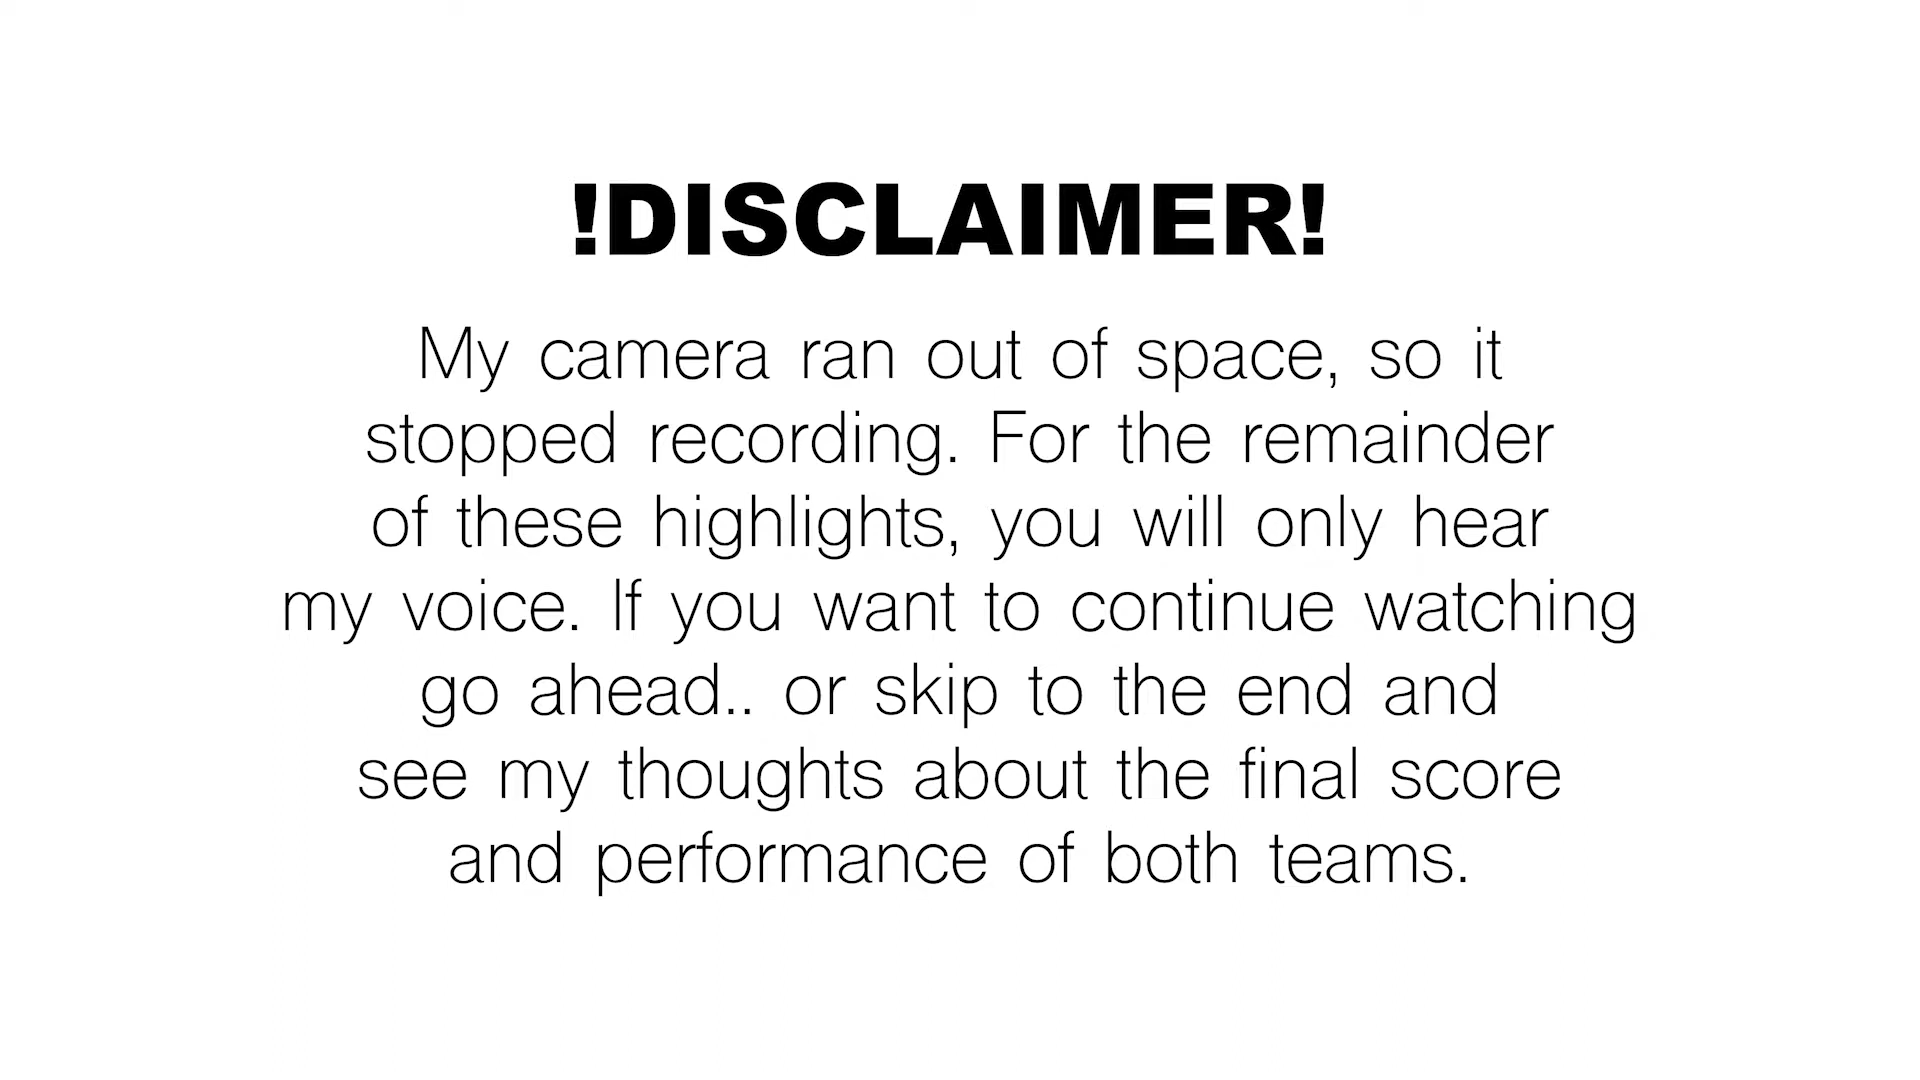 !DISCLAIMER!
My camera ran out of space, so it
stopped recording. For the remainder
of these highlights, you will only hear
my voice. If you want to continue watching
go ahead.. or skip to the end and
see my thoughts about the final score
and performance of both teams.